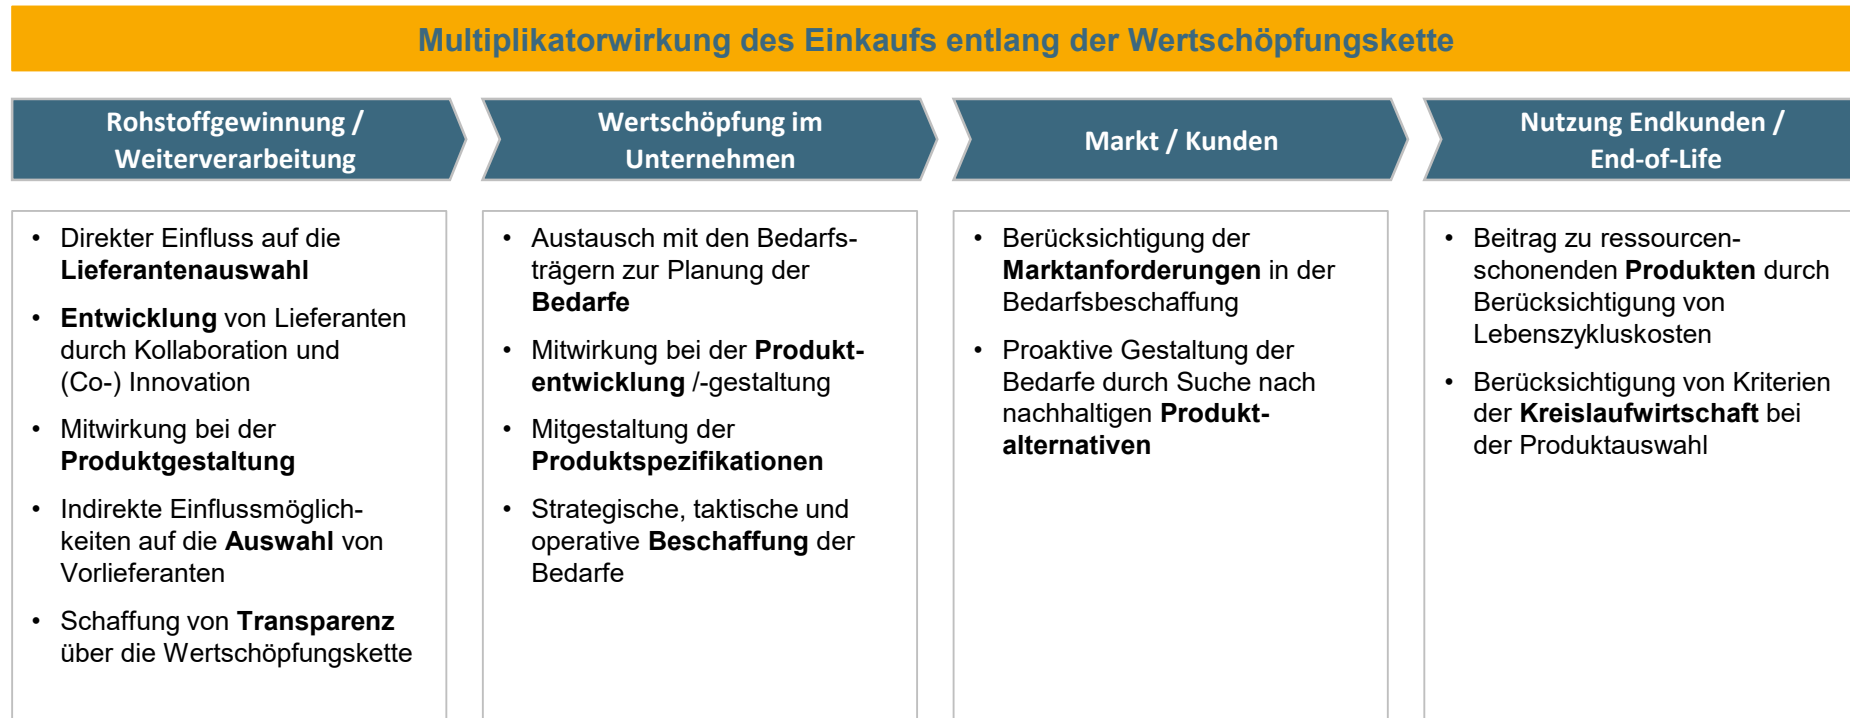 Multiplikatorwirkung des Einkaufs entlang der Wertschöpfungskette
Rohstoffgewinnung /
Weiterverarbeitung
• Direkter Einfluss auf die
Lieferantenauswahl
• Entwicklung von Lieferanten
durch Kollaboration und
(Co-) Innovation
• Mitwirkung bei der
Produktgestaltung
• Indirekte Einflussmöglich-
keiten auf die Auswahl von
Vorlieferanten
• Schaffung von Transparenz
über die Wertschöpfungskette
Wertschöpfung im
Unternehmen
• Austausch mit den Bedarfs-
trägern zur Planung der
Bedarfe
• Mitwirkung bei der Produkt-
entwicklung /-gestaltung
• Mitgestaltung der
Produktspezifikationen
• Strategische, taktische und
operative Beschaffung der
Bedarfe
Markt / Kunden
• Berücksichtigung der
Marktanforderungen in der
Bedarfsbeschaffung
• Proaktive Gestaltung der
Bedarfe durch Suche nach
nachhaltigen Produkt-
alternativen
Nutzung Endkunden /
End-of-Life
• Beitrag zu ressourcen-
schonenden Produkten durch
Berücksichtigung von
Lebenszykluskosten
• Berücksichtigung von Kriterien
der Kreislaufwirtschaft bei
der Produktauswahl